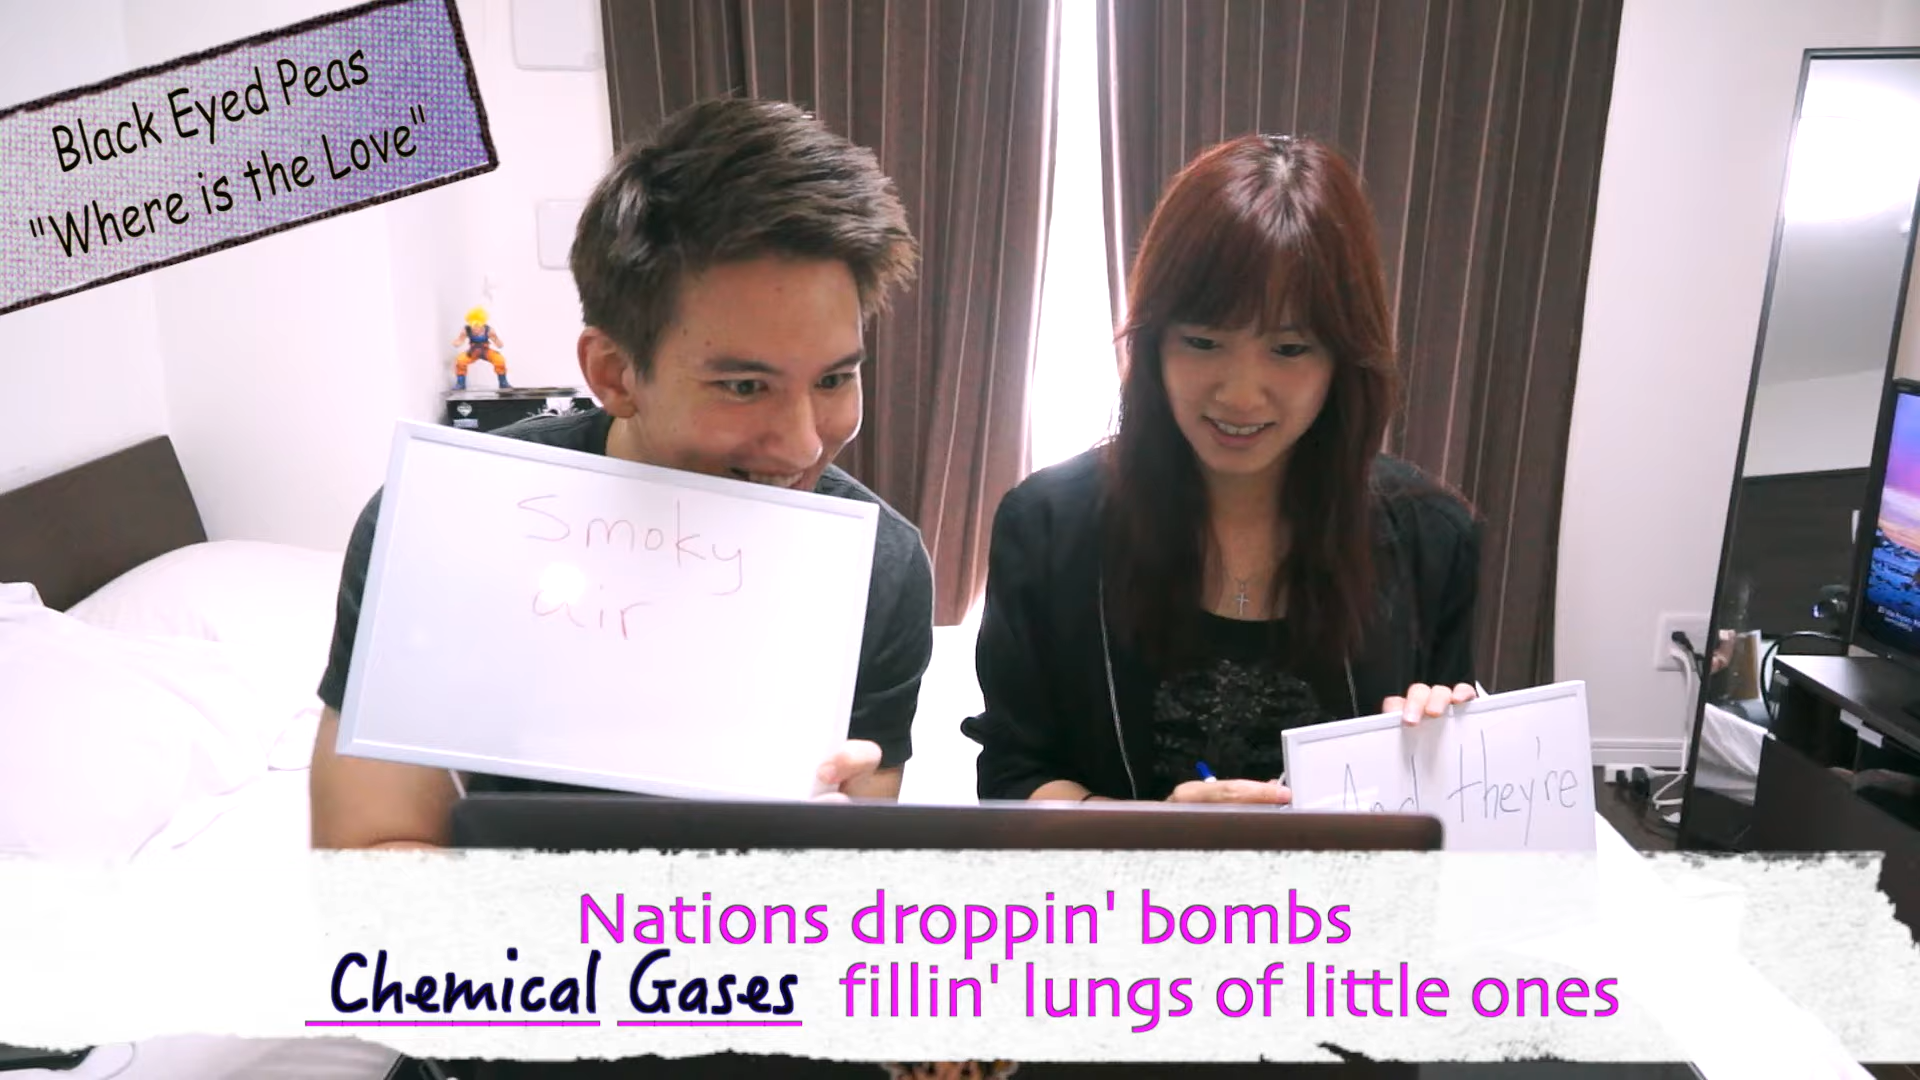 Black Eyed Peas
"Where is the Love"
Smoky
air
And they're
Nations droppin' bombs
Chemical Gases fillin' lungs of little ones